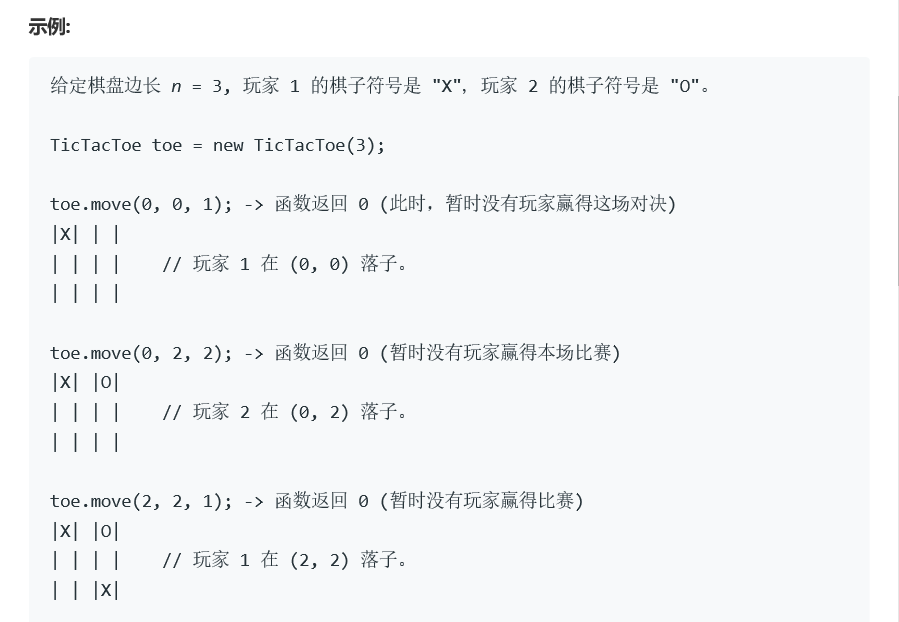 示例:
给定棋盘边长 n = 3, 玩家 1 的棋子符号是 "X", 玩家 2 的棋子符号是 "O"。
TicTacToe toe = new TicTacToe(3);
toe.move(0, 0, 1); -> 函数返回 0 (此时，暂时没有玩家赢得这场对决)
|X| | |
| | | |    // 玩家 1 在 (0, 0) 落子。
| | | |
toe.move(0, 2, 2); -> 函数返回 0 (暂时没有玩家赢得本场比赛)
|X| |O|
| | | |    // 玩家 2 在 (0, 2) 落子。
| | | |
toe.move(2, 2, 1); -> 函数返回 0 (暂时没有玩家赢得比赛)
|X| |O|
| | | |    // 玩家 1 在 (2, 2) 落子。
| | |X|